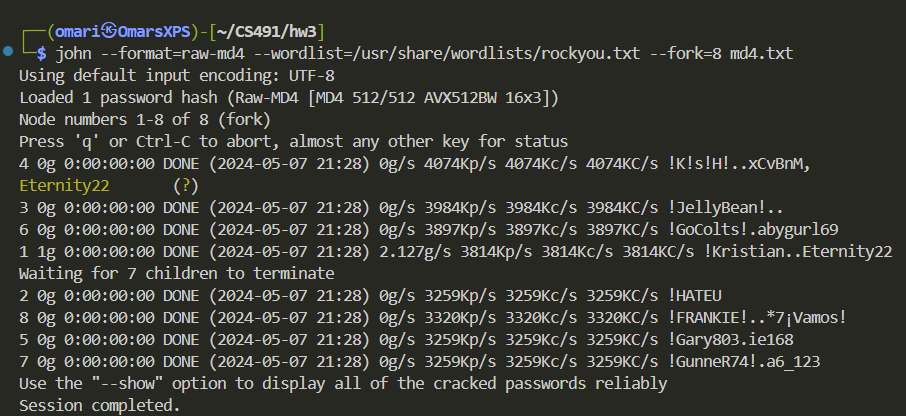 ┌──(omari㉿OmarsXPS)-[~/CS491/hw3]
└─$ john --format=raw-md4 --wordlist=/usr/share/wordlists/rockyou.txt --fork=8 md4.txt
Using default input encoding: UTF-8
Loaded 1 password hash (Raw-MD4 [MD4 512/512 AVX512BW 16x3])
Node numbers 1-8 of 8 (fork)
Press 'q' or Ctrl-C to abort, almost any other key for status
4 0g 0:00:00:00 DONE (2024-05-07 21:28) 0g/s 4074Kp/s 4074Kc/s 4074KC/s !K!s!H!..xCvBnM,
Eternity22       (?)
3 0g 0:00:00:00 DONE (2024-05-07 21:28) 0g/s 3984Kp/s 3984Kc/s 3984KC/s !JellyBean!..
6 0g 0:00:00:00 DONE (2024-05-07 21:28) 0g/s 3897Kp/s 3897Kc/s 3897KC/s !GoColts!.abygurl69
1 1g 0:00:00:00 DONE (2024-05-07 21:28) 2.127g/s 3814Kp/s 3814Kc/s 3814KC/s !Kristian..Eternity22
Waiting for 7 children to terminate
2 0g 0:00:00:00 DONE (2024-05-07 21:28) 0g/s 3259Kp/s 3259Kc/s 3259KC/s !HATEU
8 0g 0:00:00:00 DONE (2024-05-07 21:28) 0g/s 3320Kp/s 3320Kc/s 3320KC/s !FRANKIE!..*7¡Vamos!
5 0g 0:00:00:00 DONE (2024-05-07 21:28) 0g/s 3259Kp/s 3259Kc/s 3259KC/s !Gary803.ie168
7 0g 0:00:00:00 DONE (2024-05-07 21:28) 0g/s 3259Kp/s 3259Kc/s 3259KC/s !GunneR74!.a6_123
Use the "--show" option to display all of the cracked passwords reliably
Session completed.